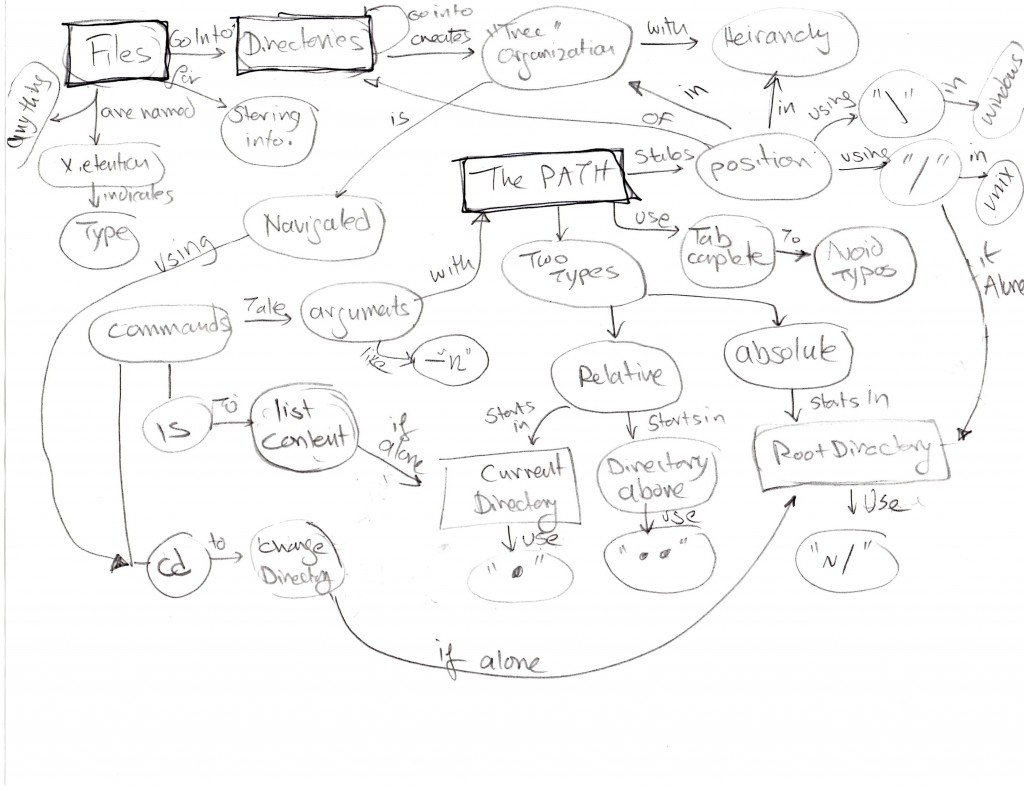 Files
Go Into
Directories
Go into
creates
"Tree"
Organization
with
Heirarchy
anything
are named
for
Storing
into.
is
of
in
in
using
"\"
in
windows
X.etention
indicates
Type
The PATH
position
using
"/"
in
unix
Navigated
using
with
use
Tab
complete
To
Avoid
Typos
if
Alone
Two
Types
commands
Take
arguments
like
Relative
absolute
ls
To
list
Content
if
alone
Starts
in
Starts in
Starts In
Current
Directory
Directory
above
Root Directory
use
use
Use
cd
to
Change
Directory
"."
". ."
"~/"
if alone